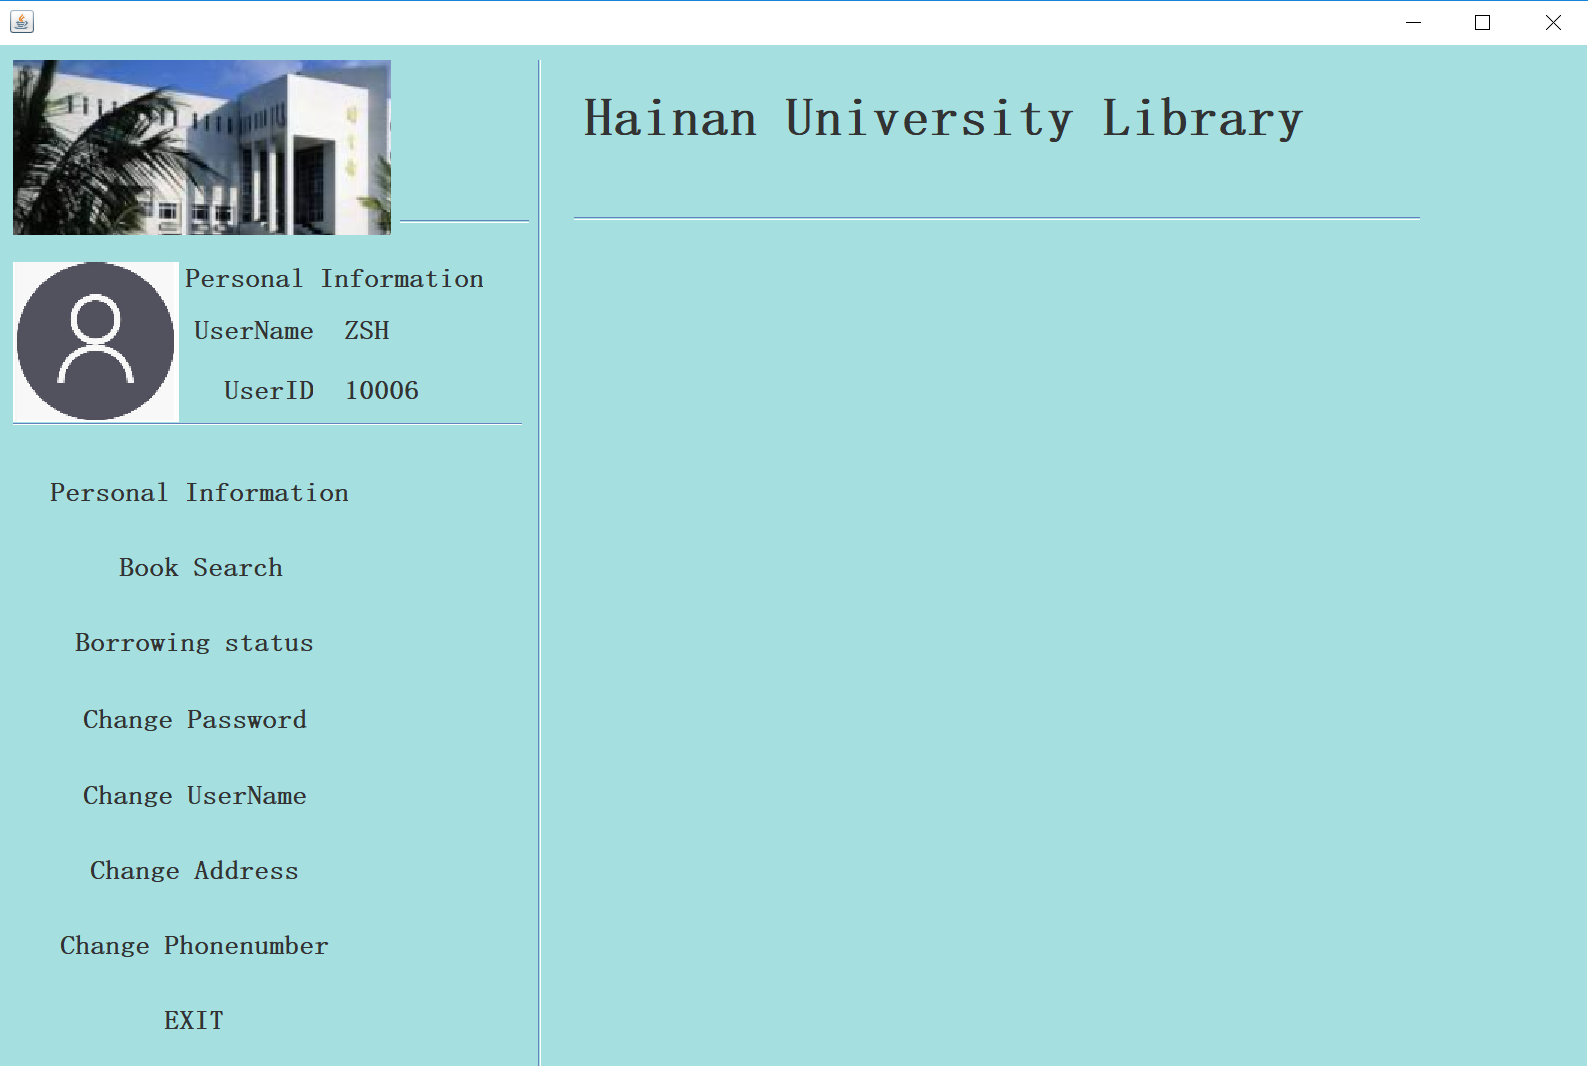 Hainan University Library
Personal Information
UserName ZSH
UserID 10006
Personal Information
Book Search
Borrowing status
Change Password
Change UserName
Change Address
Change Phonenumber
EXIT